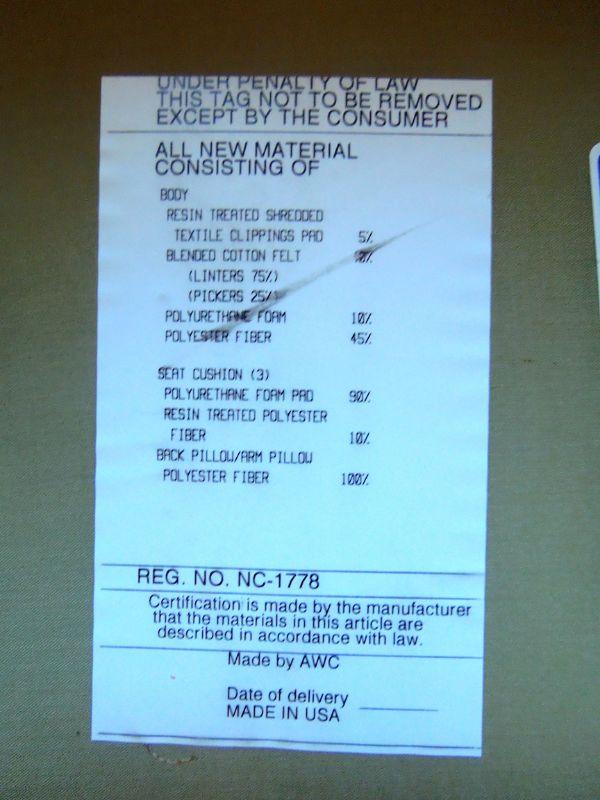 UNDER PENALTY OF LAW
THIS TAG NOT TO BE REMOVED
EXCEPT BY THE CONSUMER
ALL NEW MATERIAL
CONSISTING OF
BODY
RESIN TREATED SHREDDED
TEXTILE CLIPPINGS PAD 5%
BLENDED COTTON FELT
(LINTERS 75%)
(PICKERS 25%)
POLYURETHANE FOAM 10%
POLYESTER FIBER 45%
SEAT CUSHION (3)
POLYURETHANE FOAM PAD 90%
RESIN TREATED POLYESTER
FIBER 10%
BACK PILLOW/ARM PILLOW
POLYESTER FIBER 100%
REG. NO. NC-1778
Certification is made by the manufacturer
that the materials in this article are
described in accordance with law.
Made by AWC
Date of delivery
MADE IN USA